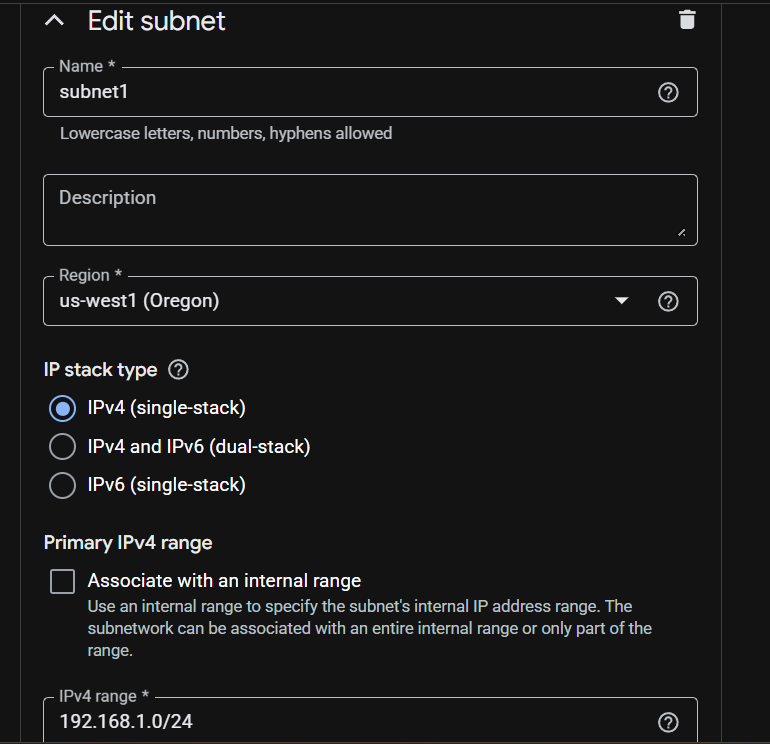 Edit subnet
Name *
subnet1
Lowercase letters, numbers, hyphens allowed
Description
Region *
us-west1 (Oregon)
IP stack type
IPv4 (single-stack)
IPv4 and IPv6 (dual-stack)
IPv6 (single-stack)
Primary IPv4 range
Associate with an internal range
Use an internal range to specify the subnet's internal IP address range. The
subnetwork can be associated with an entire internal range or only part of the
range.
IPv4 range *
192.168.1.0/24